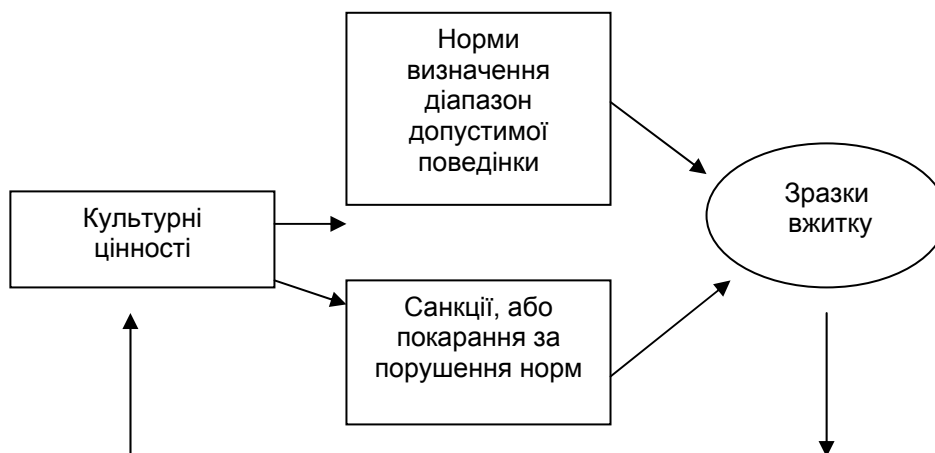 Норми
визначення
діапазон
допустимої
поведінки
Культурні
цінності
Зразки
вжитку
Санкції, або
покарання за
порушення норм